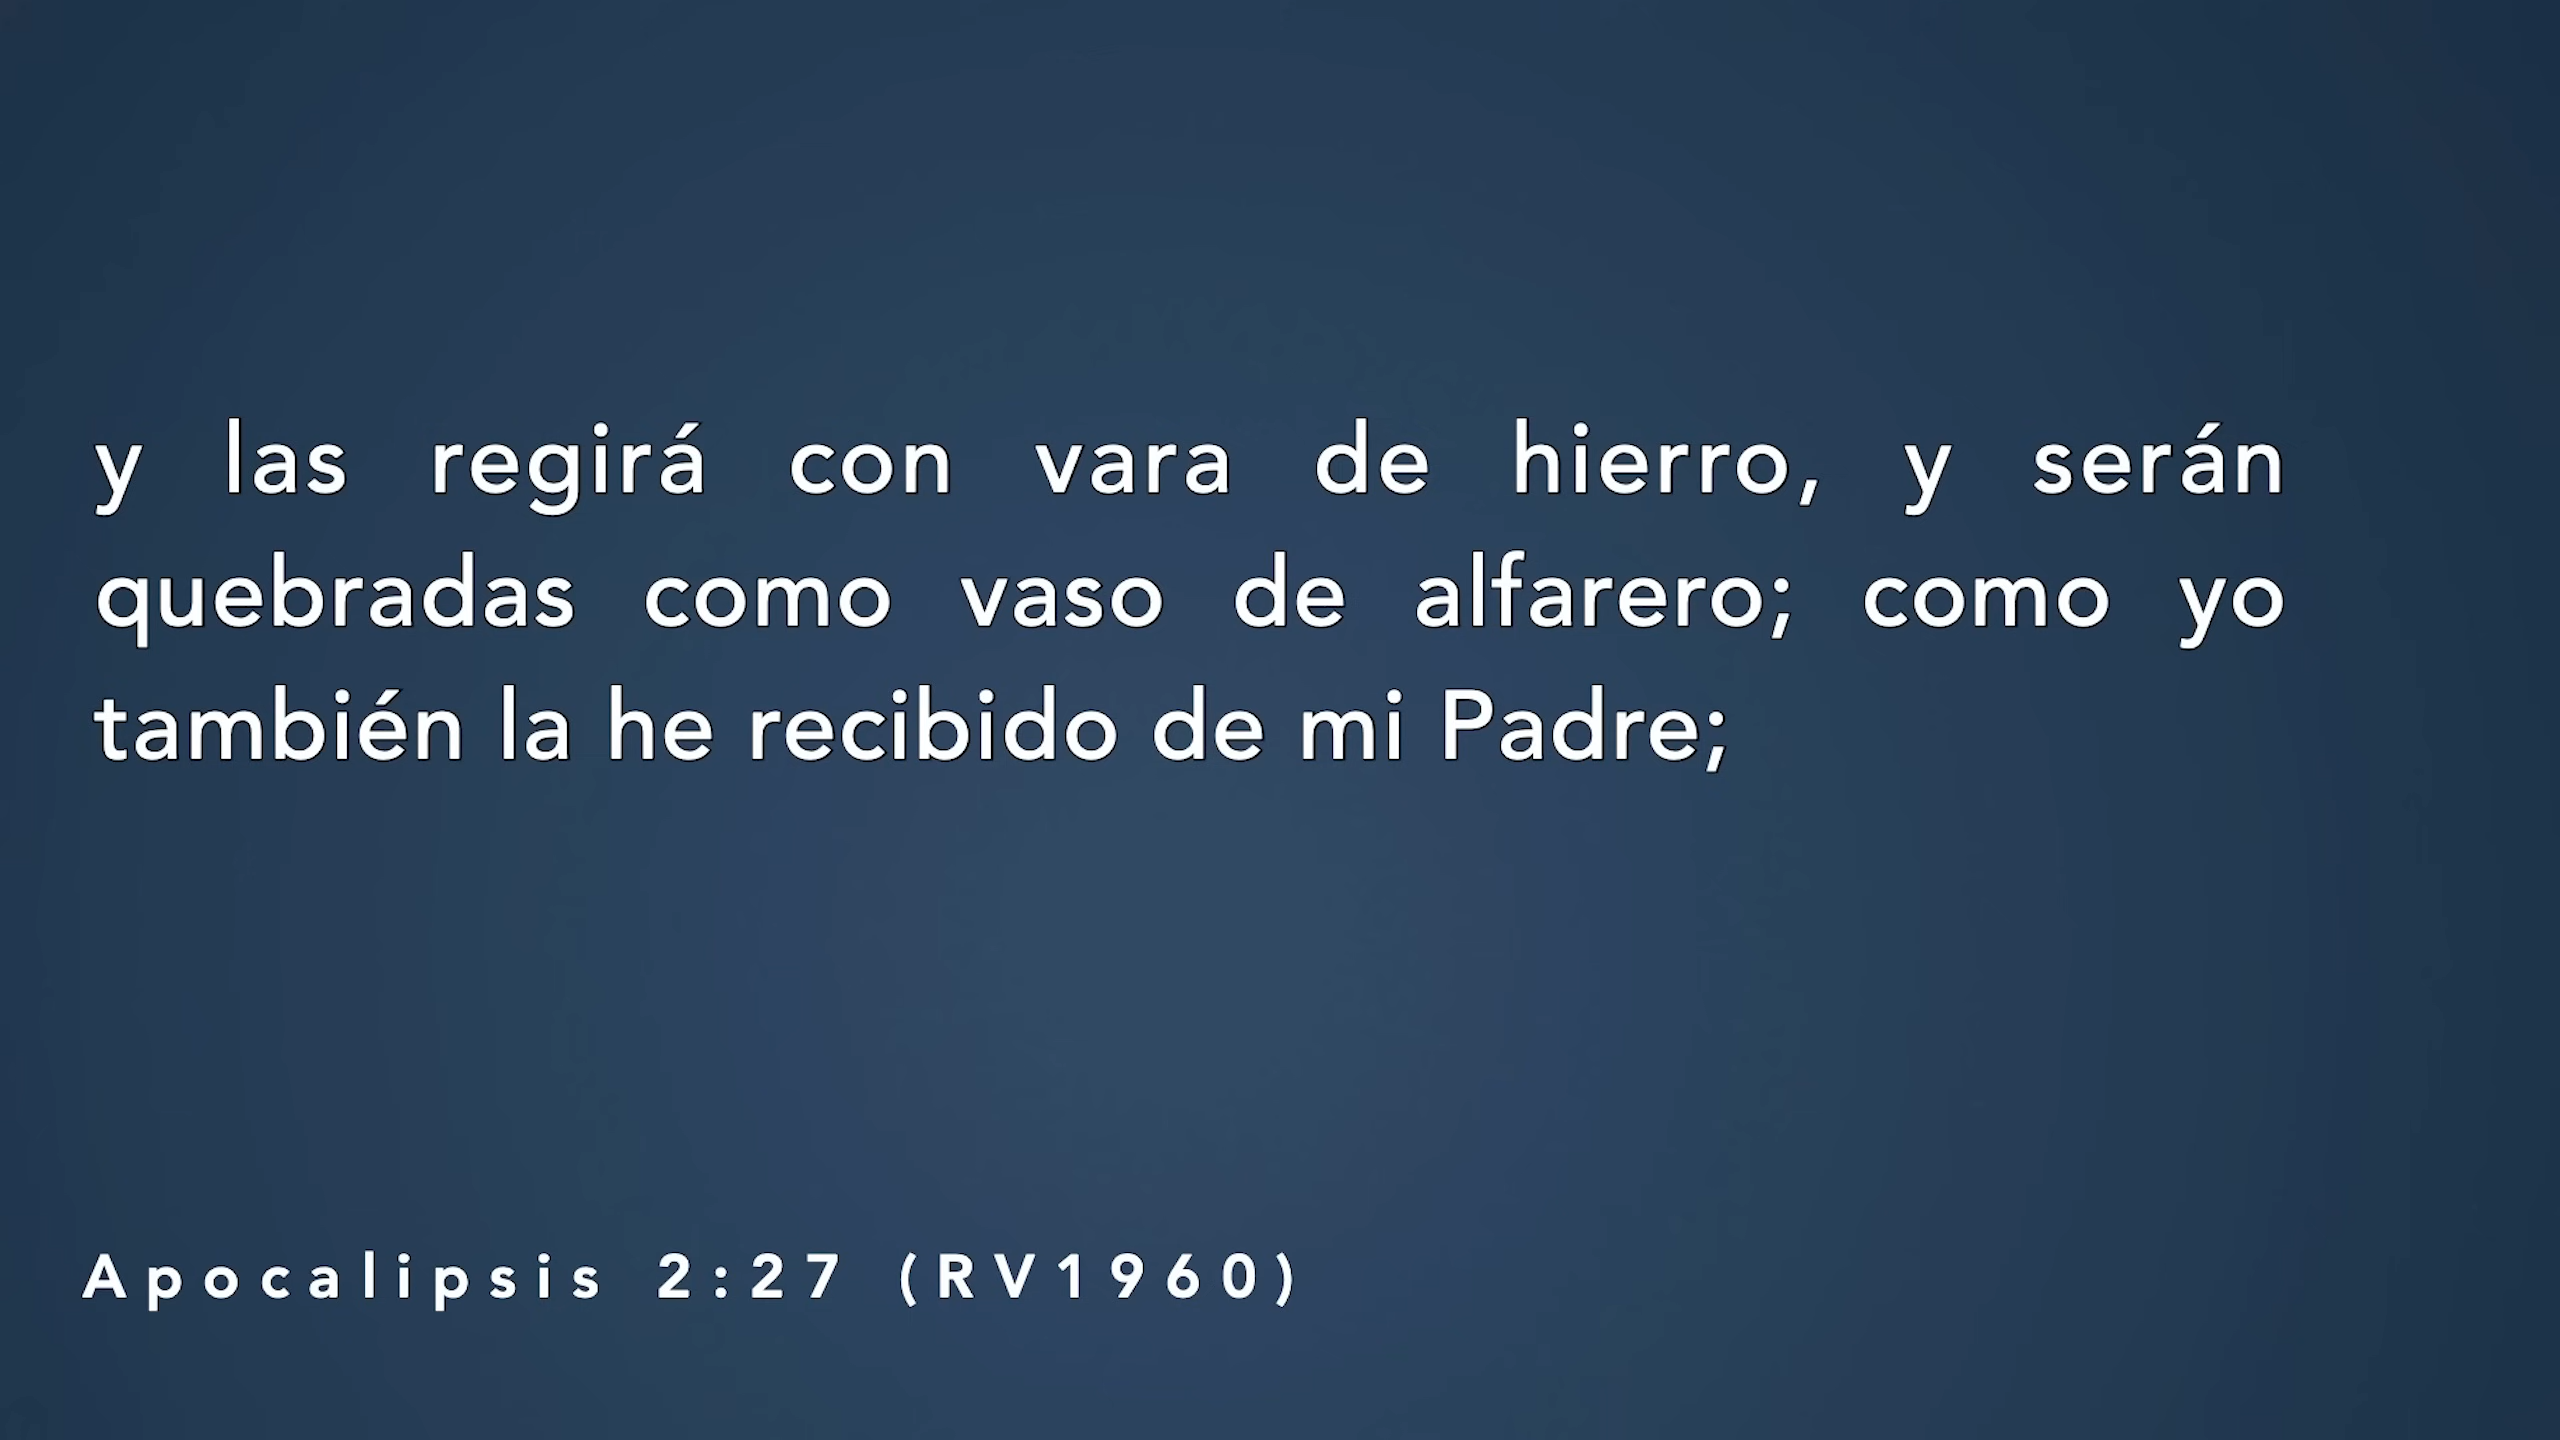 y las regirá con vara de hierro, y serán
quebradas como vaso de alfarero; como yo
también la he recibido de mi Padre;
Apocalipsis 2:27 (RV1960)